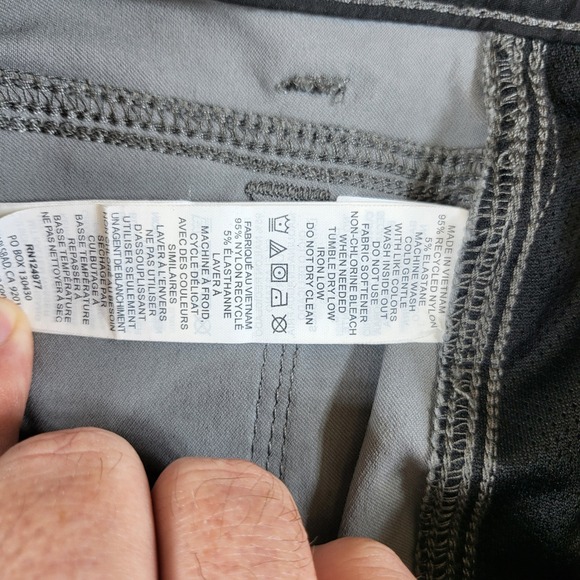 MADE IN VIETNAM
95% RECYCLED NYLON
5% ELASTANE
MACHINE WASH
COLD GENTLE
WITH LIKE COLORS
WASH INSIDE OUT
DO NOT USE
FABRIC SOFTENER
NON-CHLORINE BLEACH
WHEN NEEDED
TUMBLE DRY LOW
IRON LOW
DO NOT DRY CLEAN
FABRIQUÉ AU VIETNAM
95% NYLON RECYCLÉ
5% ÉLASTHANNE
LAVER À
MACHINE À FROID
CYCLE DÉLICAT
AVEC DES COULEURS
SIMILAIRES
LAVER À L'ENVERS
NE PAS UTILISER
D'ASSOUPLISSANT
UTILISER SEULEMENT
UN AGENT DE BLANCHIMENT
CULBUTAGE À
BASSE TEMPÉRATURE
REPASSER À
BASSE TEMPÉRATURE
NE PAS NETTOYER À
RN124977
PO BOX 130430